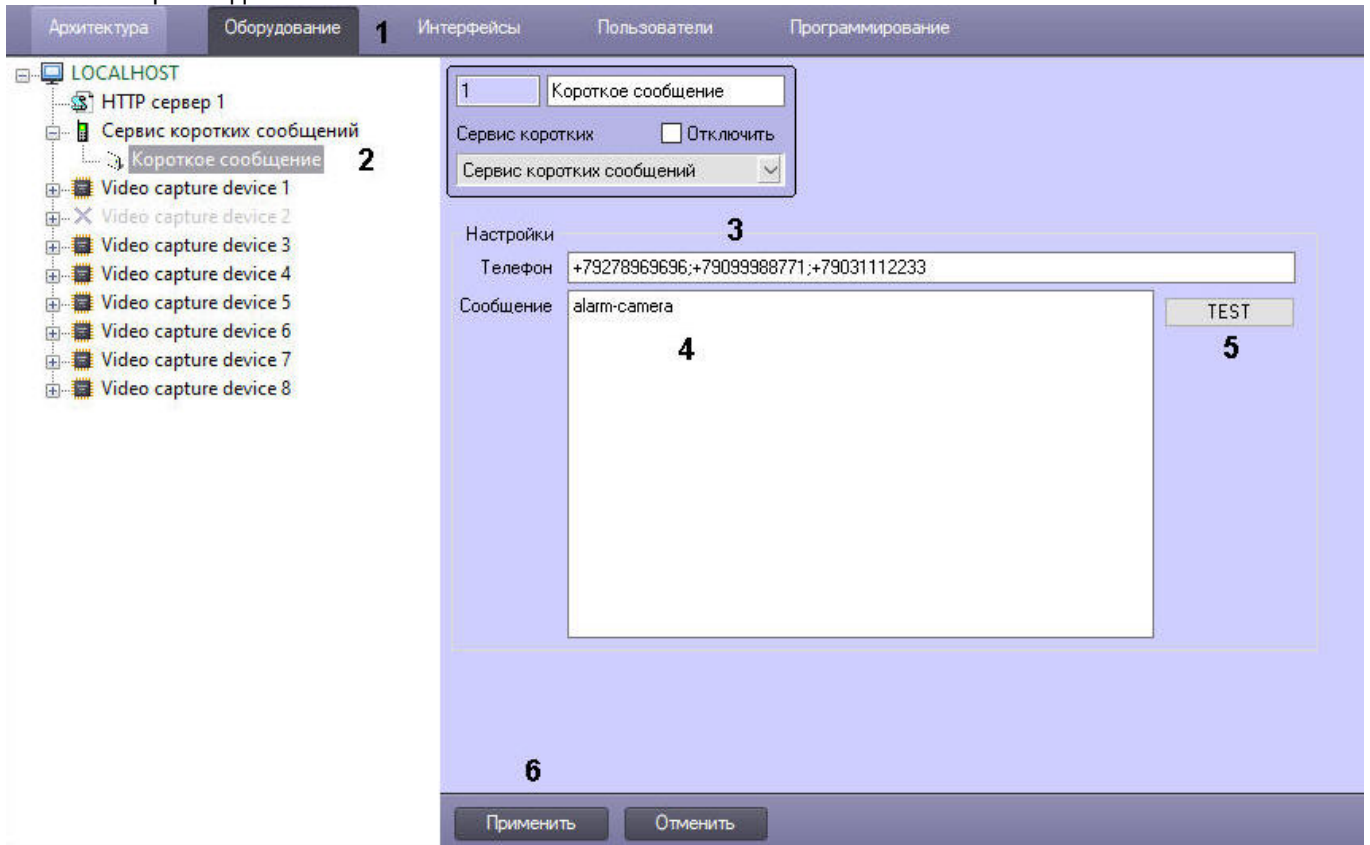 Архитектура Оборудование 1 Интерфейсы Пользователи Программирование
LOCALHOST
HTTP сервер 1
Сервис коротких сообщений
Короткое сообщение 2
Video capture device 1
Video capture device 2
Video capture device 3
Video capture device 4
Video capture device 5
Video capture device 6
Video capture device 7
Video capture device 8
1 Короткое сообщение
Сервис коротких Отключить
Сервис коротких сообщений
Настройки 3
Телефон +79278969696;+79099988771;+79031112233
Сообщение alarm-camera TEST
4 5
6
Применить Отменить